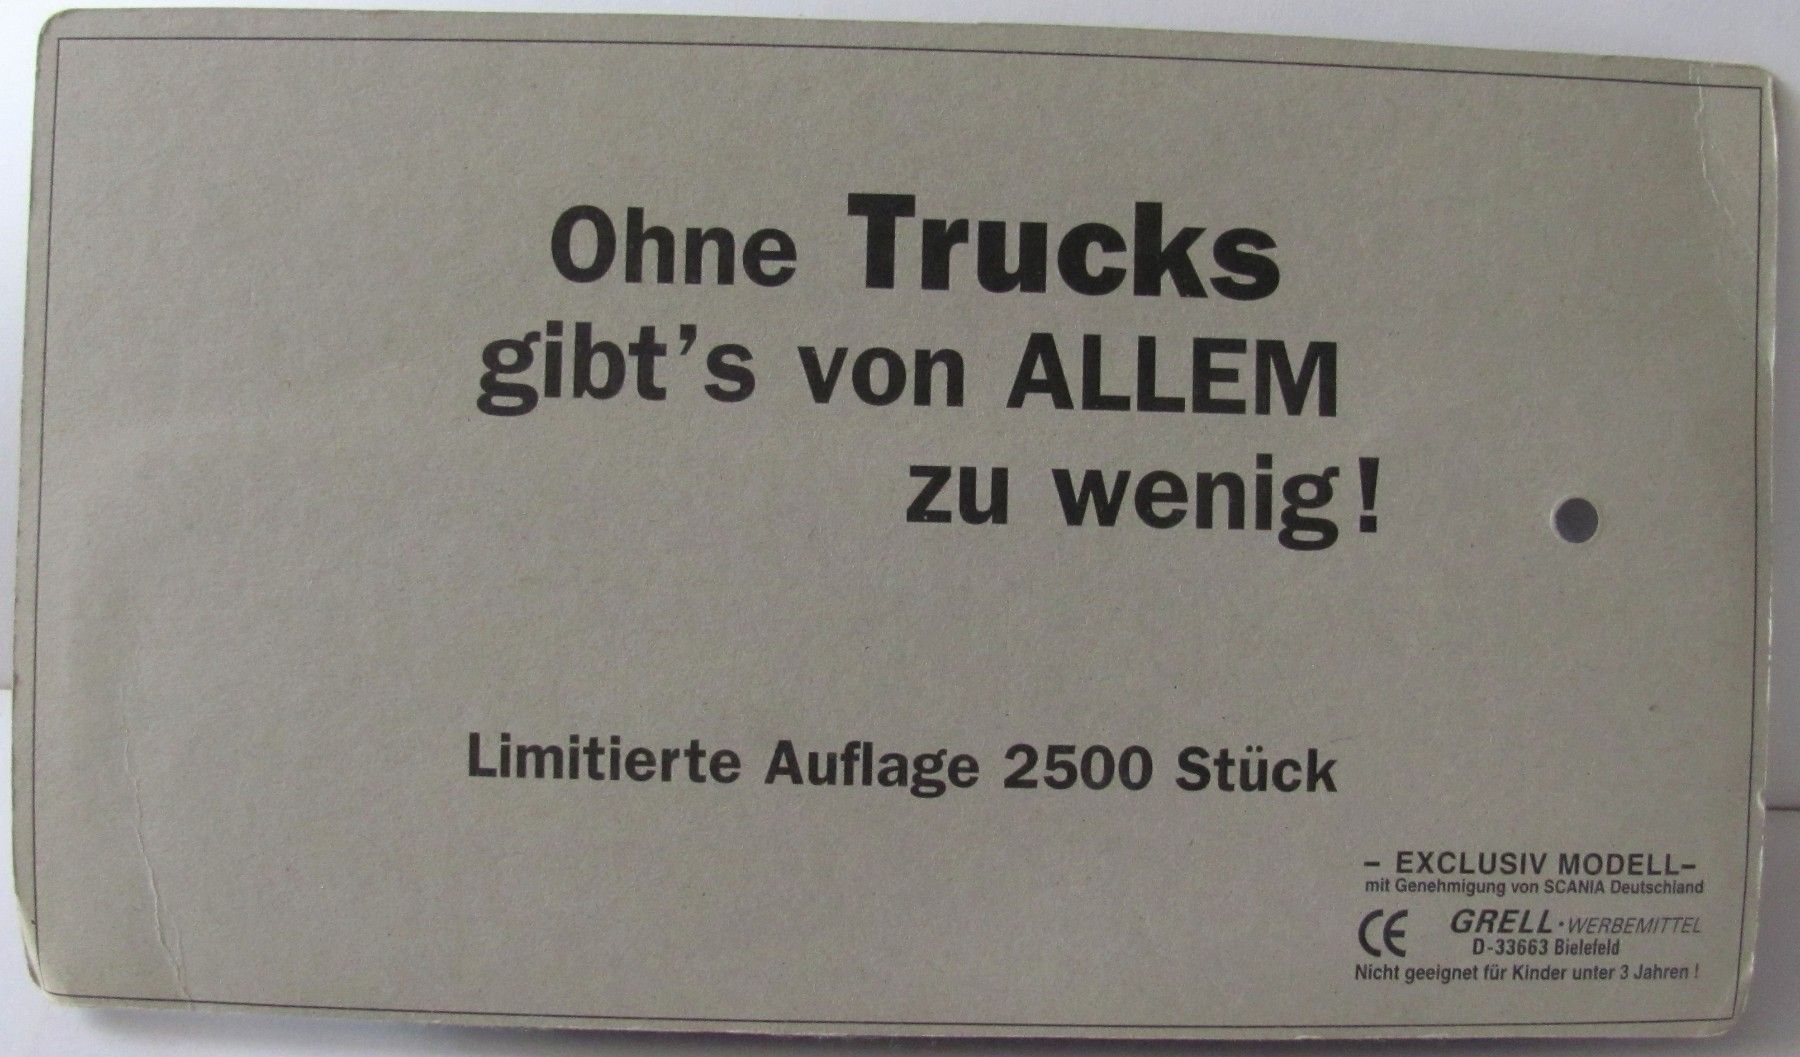 Ohne Trucks
gibt's von ALLEM
zu wenig!
Limitierte Auflage 2500 Stück
- EXCLUSIV MODELL-
mit Genehmigung von SCANIA Deutschland
CE GRELL · WERBEMITTEL
D-33663 Bielefeld
Nicht geeignet für Kinder unter 3 Jahren !